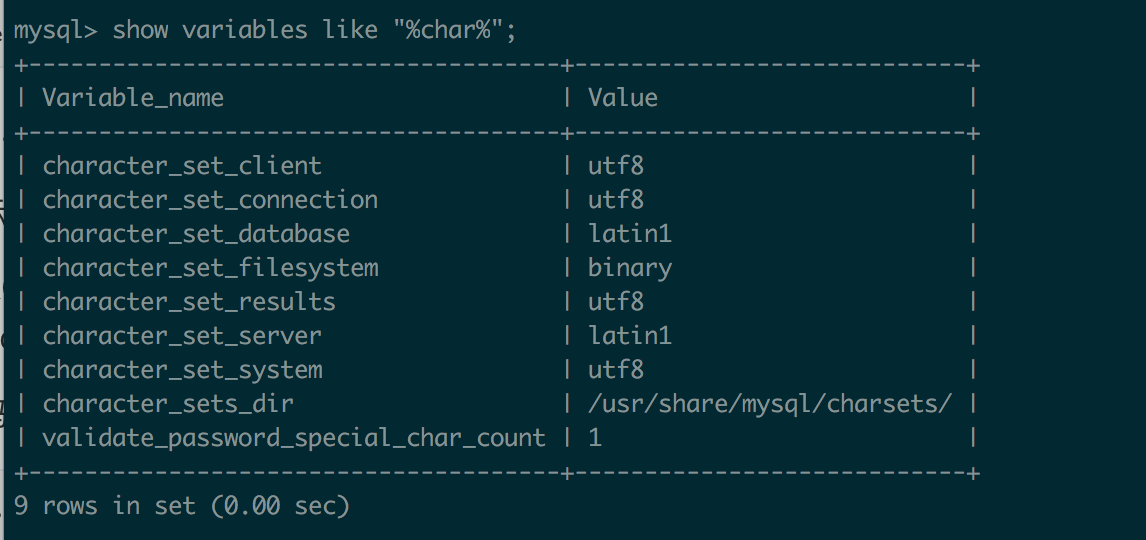 mysql> show variables like "%char%";
+--------------------------------------+----------------------------+
| Variable_name                        | Value                      |
+--------------------------------------+----------------------------+
| character_set_client                 | utf8                       |
| character_set_connection             | utf8                       |
| character_set_database               | latin1                     |
| character_set_filesystem             | binary                     |
| character_set_results                | utf8                       |
| character_set_server                 | latin1                     |
| character_set_system                 | utf8                       |
| character_sets_dir                   | /usr/share/mysql/charsets/ |
| validate_password_special_char_count | 1                          |
+--------------------------------------+----------------------------+
9 rows in set (0.00 sec)